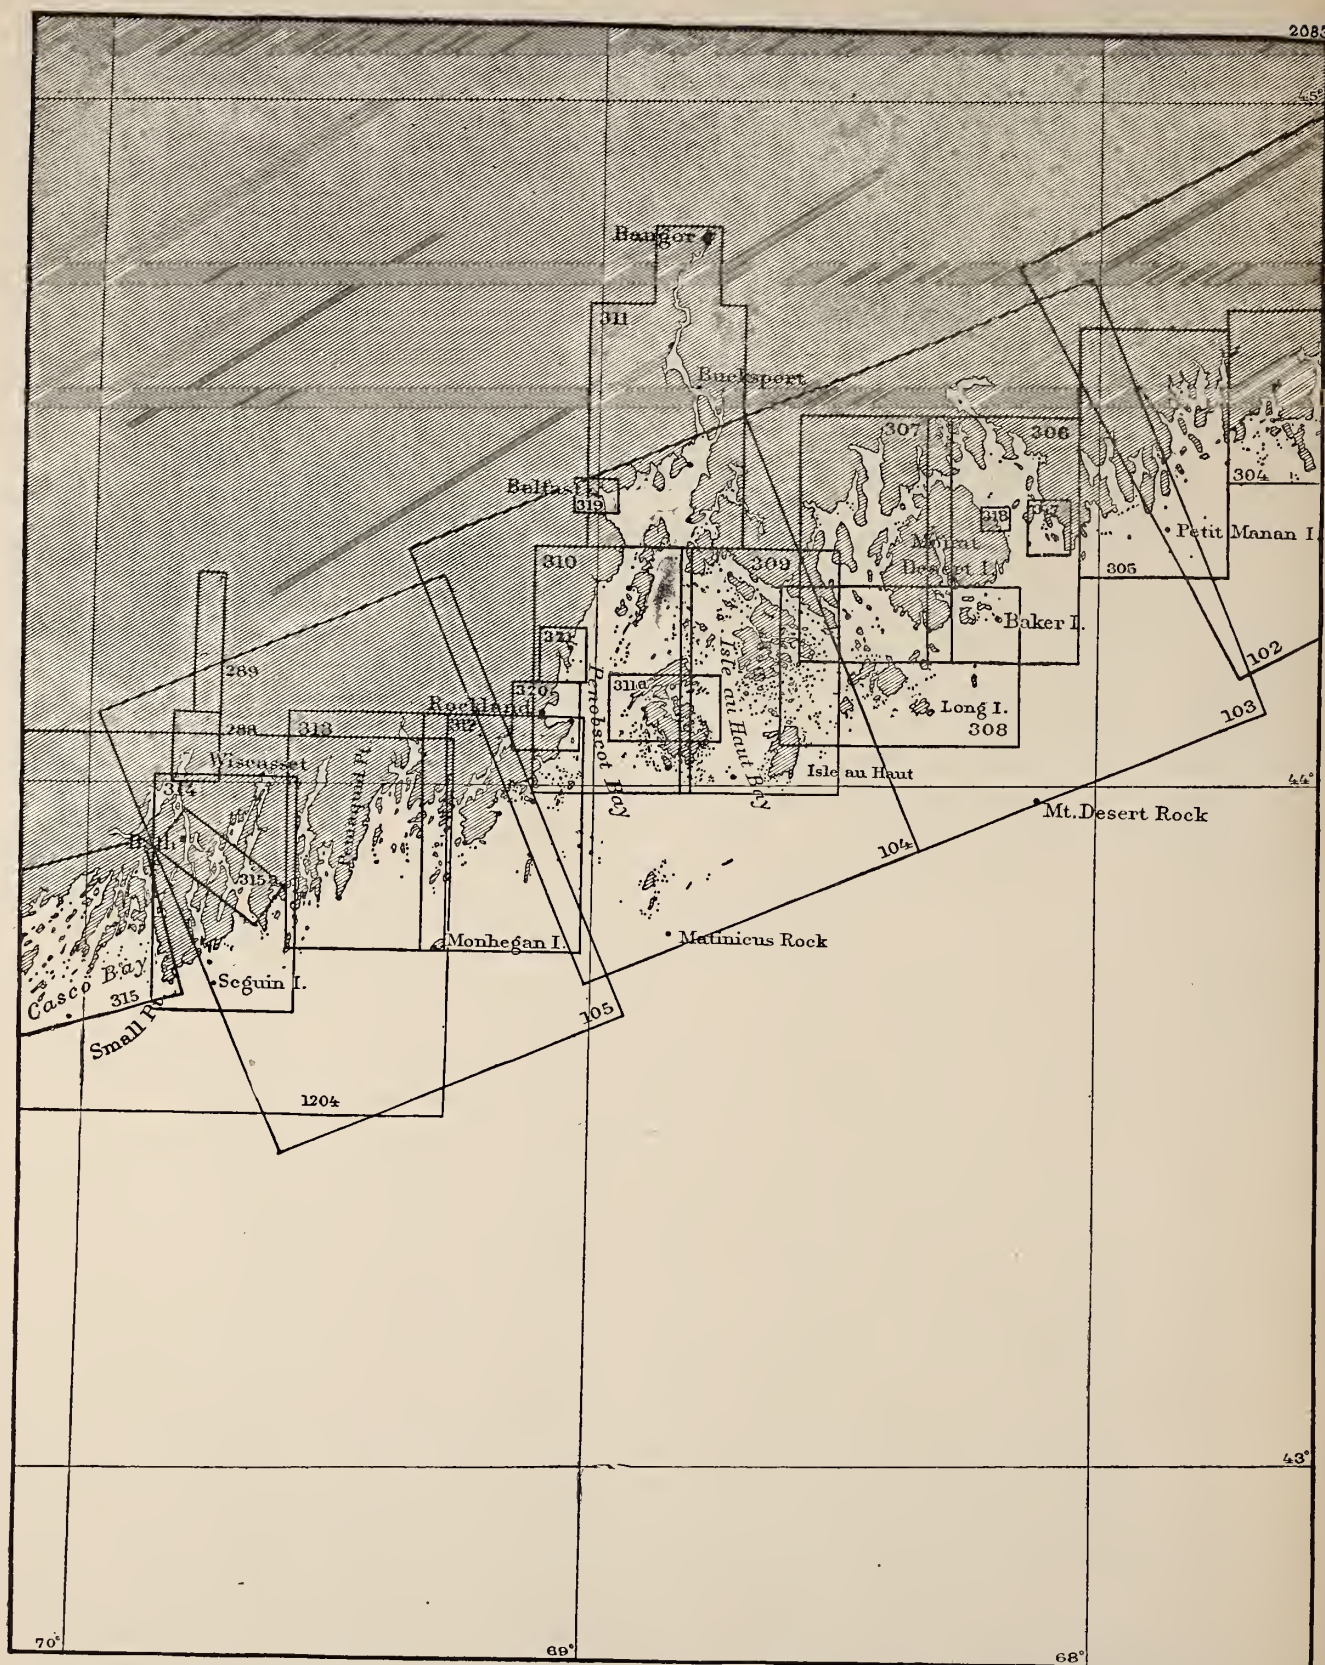 2083
45°
Bangor
311
Bucksport
307
306
304
Belfast
319
318
317
Petit Manan I.
Mount
Desert I.
310
309
305
Baker I.
321
Penobscot Bay
Isle au Haut Bay
102
289
320
311a
Rockland
Long I.
103
288
313
312
308
Wiscasset
Pemaquid Pt.
Isle au Haut
44°
314
Mt. Desert Rock
Bath
104
315a
Monhegan I.
Matinicus Rock
Casco Bay
Seguin I.
315
Small Pt.
105
1204
43°
70°
69°
68°